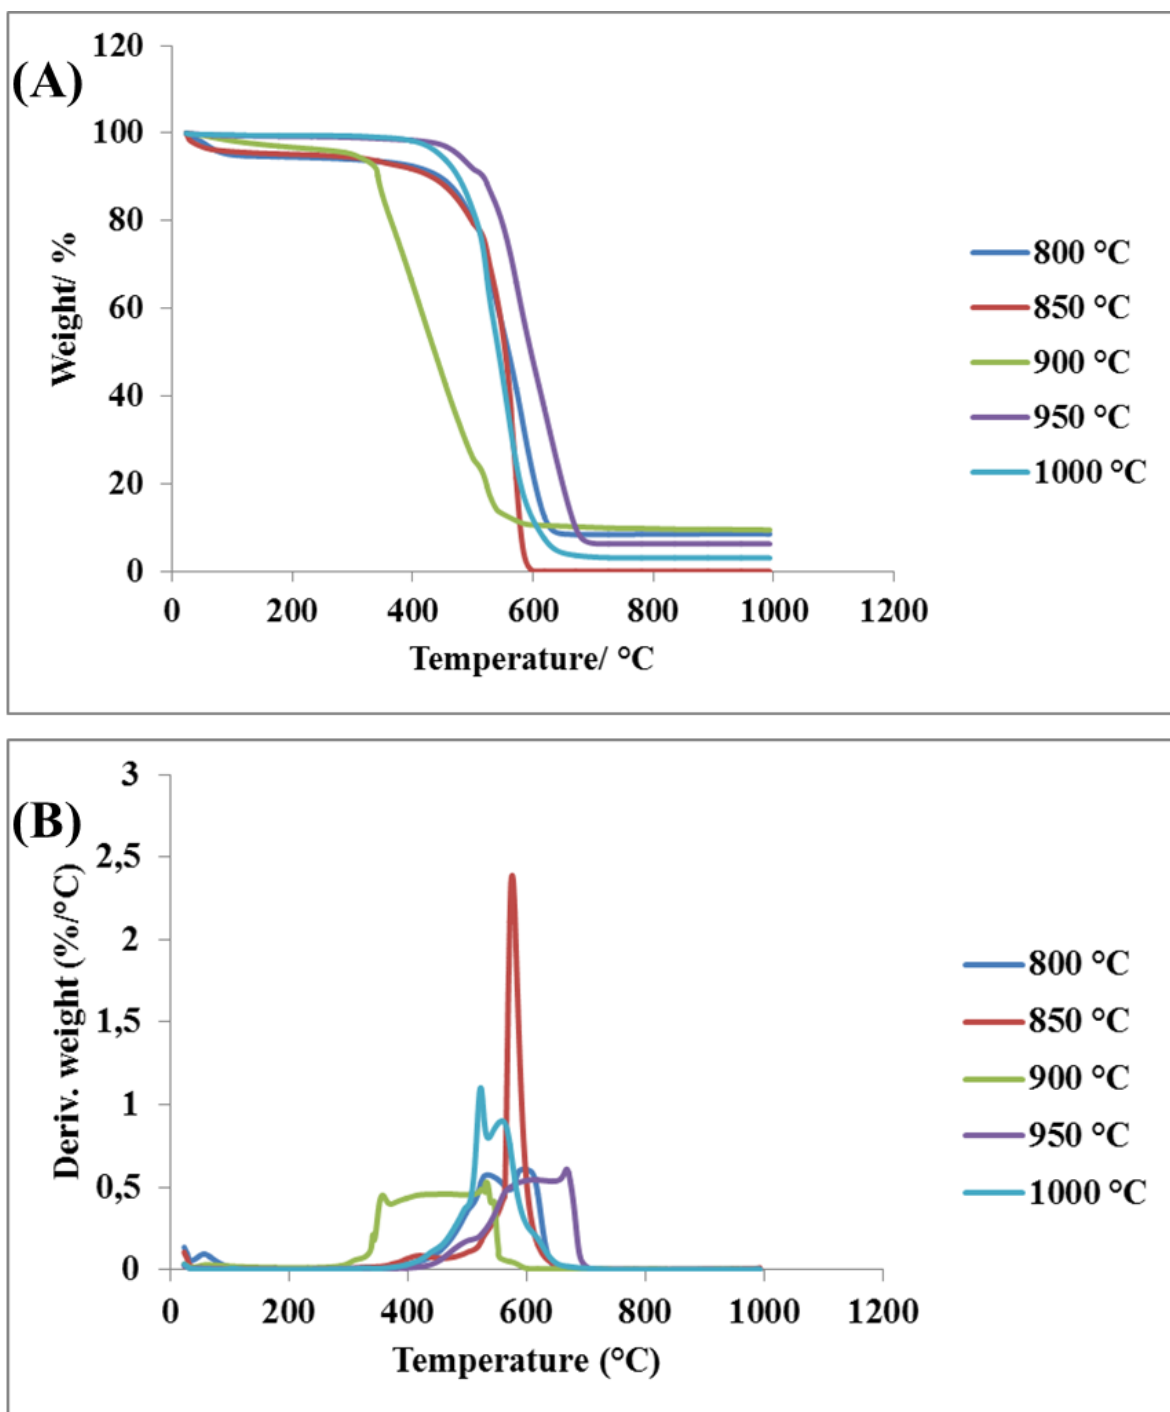 (A)
120
100
80
60
40
20
0
Weight/ %
0 200 400 600 800 1000 1200
Temperature/ °C
800 °C
850 °C
900 °C
950 °C
1000 °C
(B)
3
2,5
2
1,5
1
0,5
0
Deriv. weight (%/°C)
0 200 400 600 800 1000 1200
Temperature (°C)
800 °C
850 °C
900 °C
950 °C
1000 °C